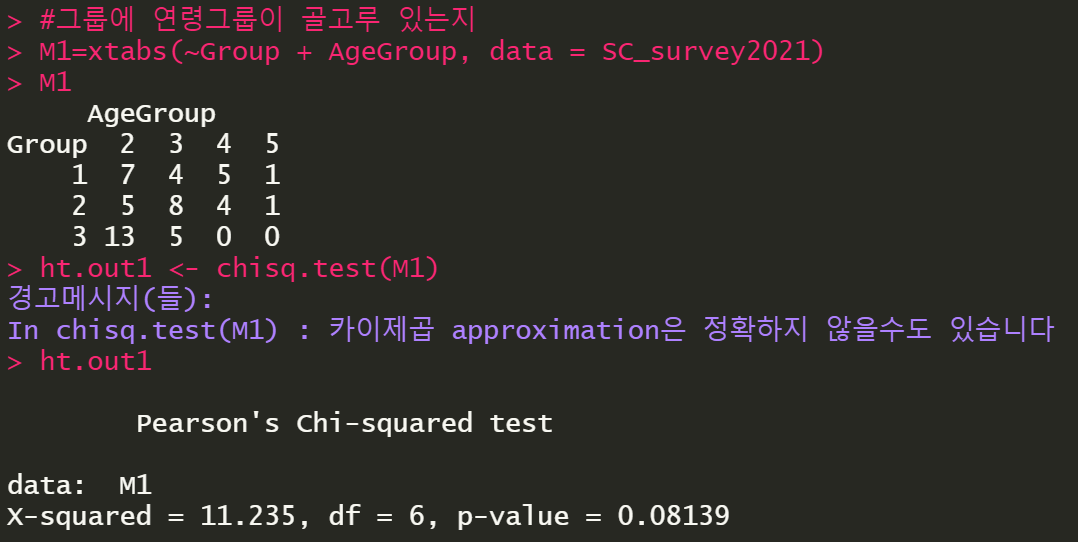 > #그룹에 연령그룹이 골고루 있는지
> M1=xtabs(~Group + AgeGroup, data = SC_survey2021)
> M1
     AgeGroup
Group  2  3  4  5
    1  7  4  5  1
    2  5  8  4  1
    3 13  5  0  0
> ht.out1 <- chisq.test(M1)
경고메시지(들):
In chisq.test(M1) : 카이제곱 approximation은 정확하지 않을수도 있습니다
> ht.out1
        Pearson's Chi-squared test
data:  M1
X-squared = 11.235, df = 6, p-value = 0.08139